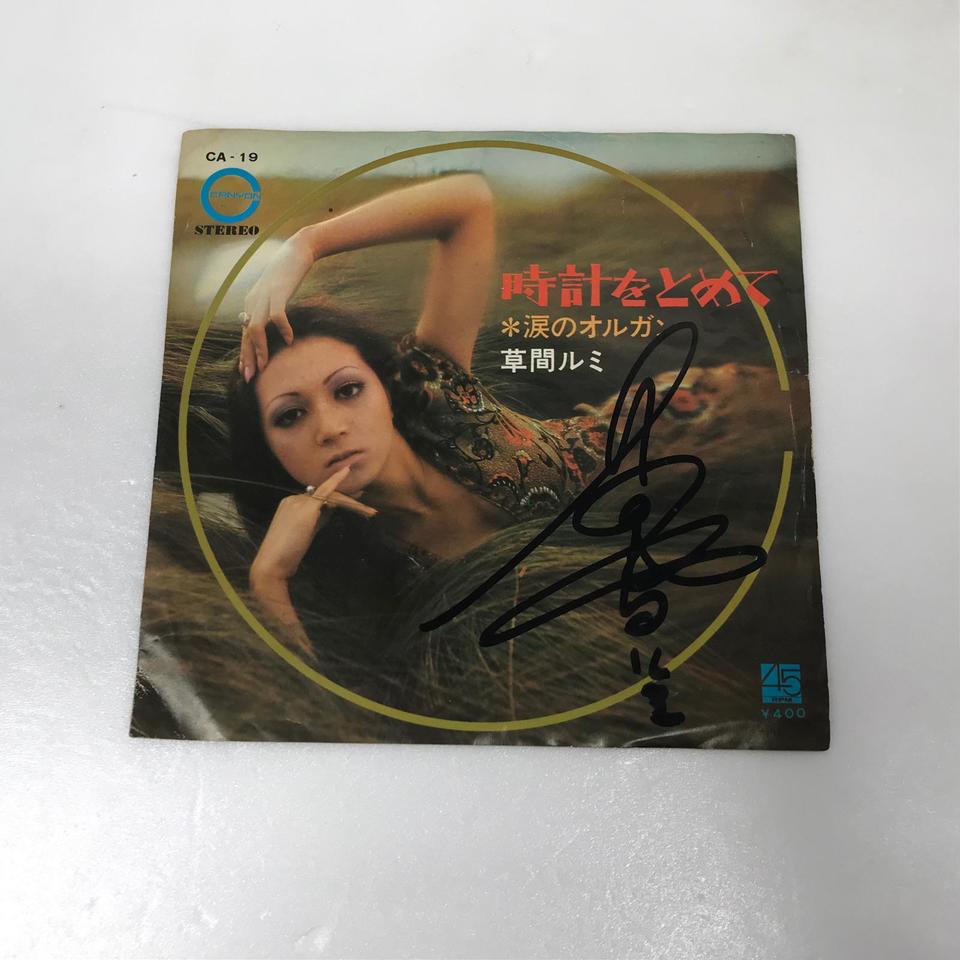 CA-19
CANYON
STEREO
時計をとめて
*涙のオルガン
草間ルミ
45
RPM
¥400